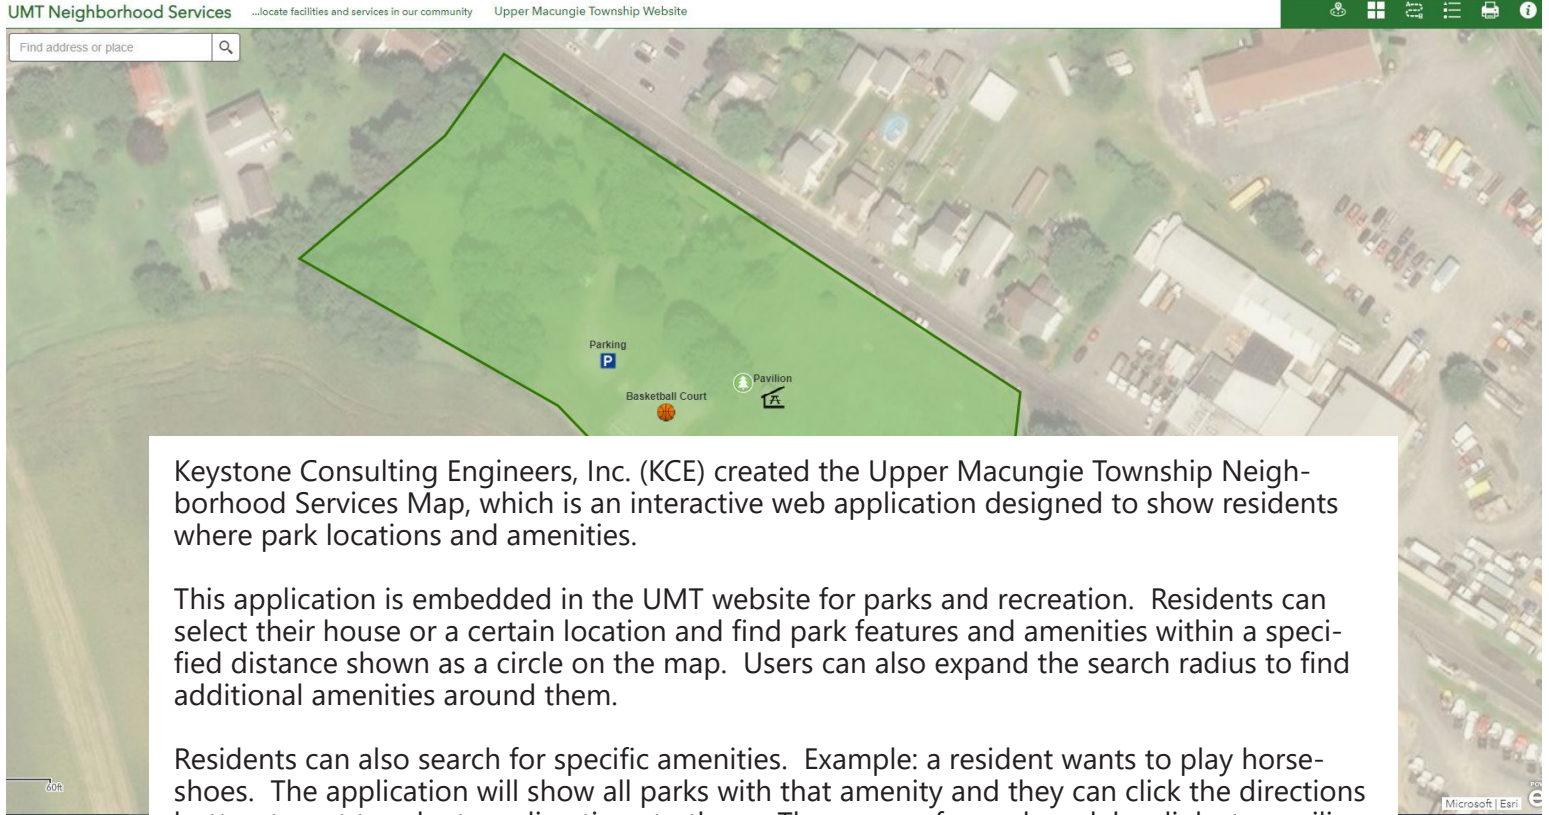 UMT Neighborhood Services ...locate facilities and services in our community Upper Macungie Township Website
Find address or place
Parking
P
Pavilion
Basketball Court
Keystone Consulting Engineers, Inc. (KCE) created the Upper Macungie Township Neigh-
borhood Services Map, which is an interactive web application designed to show residents
where park locations and amenities.
This application is embedded in the UMT website for parks and recreation. Residents can
select their house or a certain location and find park features and amenities within a speci-
fied distance shown as a circle on the map. Users can also expand the search radius to find
additional amenities around them.
Residents can also search for specific amenities. Example: a resident wants to play horse-
shoes. The application will show all parks with that amenity and they can click the directions
60ft
Microsoft | Esri